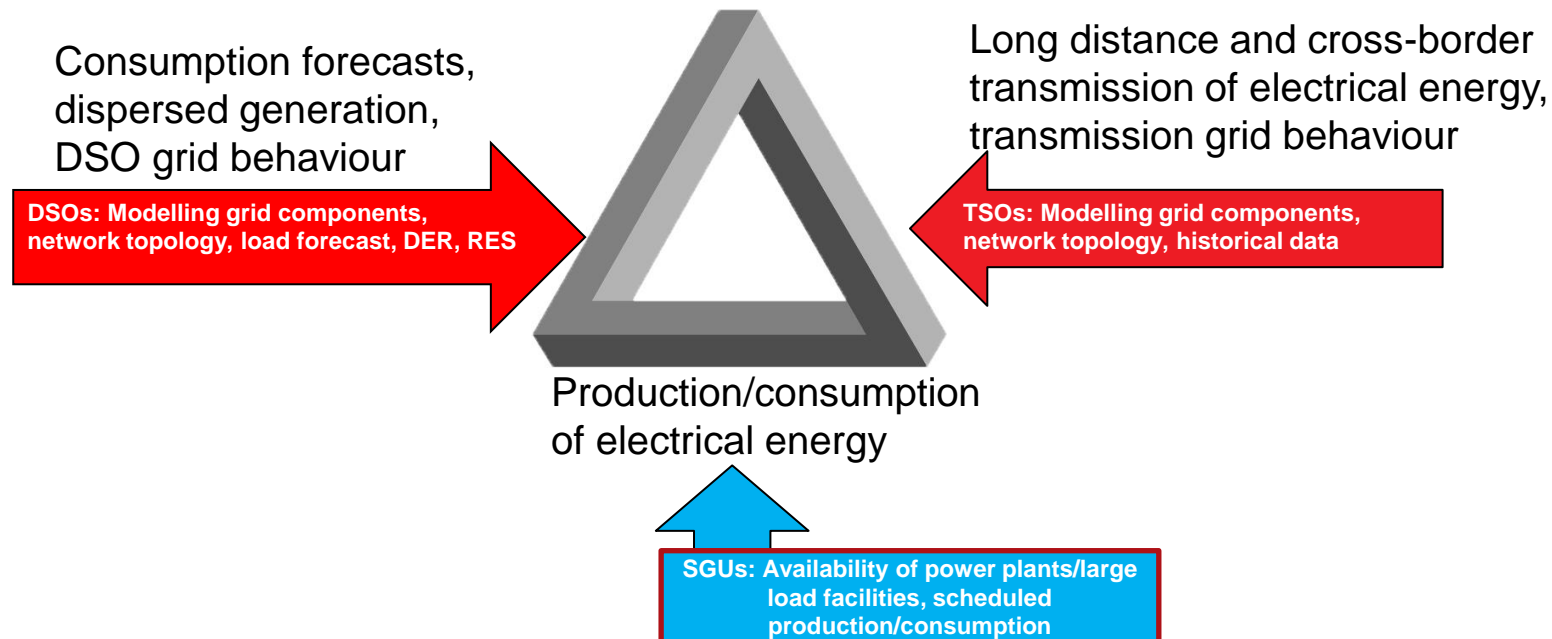 Consumption forecasts,
dispersed generation,
DSO grid behaviour
DSOs: Modelling grid components,
network topology, load forecast, DER, RES
Long distance and cross-border
transmission of electrical energy,
transmission grid behaviour
TSOs: Modelling grid components,
network topology, historical data
Production/consumption
of electrical energy
SGUs: Availability of power plants/large
load facilities, scheduled
production/consumption